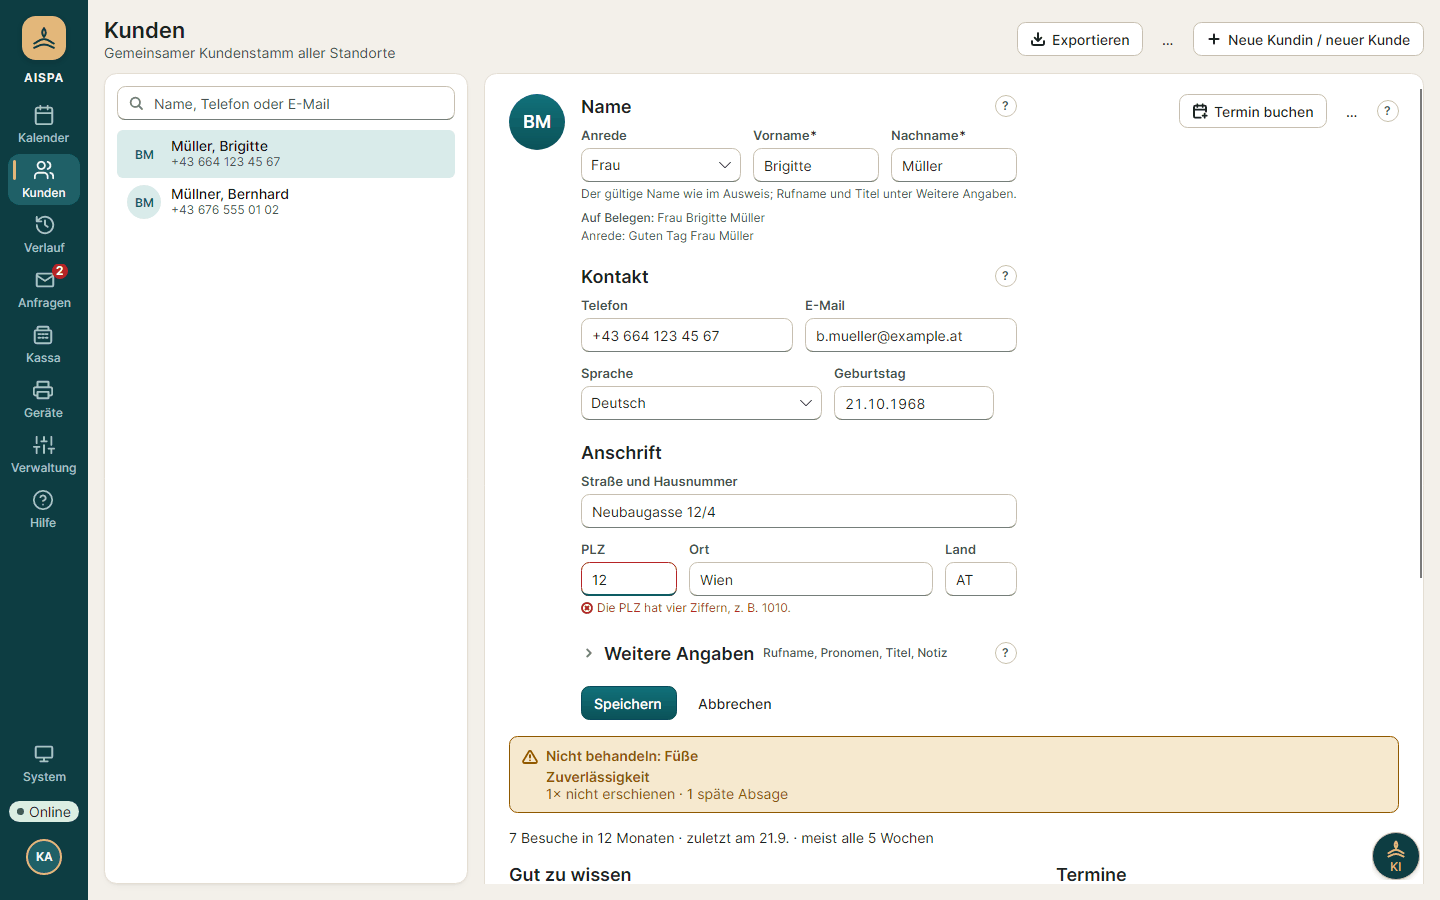 AISPA
Kalender
Kunden
Verlauf
2
Anfragen
Kassa
Geräte
Verwaltung
Hilfe
System
Online
KA
Kunden
Gemeinsamer Kundenstamm aller Standorte
Exportieren
...
Neue Kundin / neuer Kunde
Name, Telefon oder E-Mail
BM
Müller, Brigitte
+43 664 123 45 67
BM
Müllner, Bernhard
+43 676 555 01 02
BM
Name
?
Termin buchen
...
?
Anrede
Vorname*
Nachname*
Frau
Brigitte
Müller
Der gültige Name wie im Ausweis; Rufname und Titel unter Weitere Angaben.
Auf Belegen: Frau Brigitte Müller
Anrede: Guten Tag Frau Müller
Kontakt
?
Telefon
E-Mail
+43 664 123 45 67
b.mueller@example.at
Sprache
Geburtstag
Deutsch
21.10.1968
Anschrift
Straße und Hausnummer
Neubaugasse 12/4
PLZ
Ort
Land
12
Wien
AT
Die PLZ hat vier Ziffern, z. B. 1010.
Weitere Angaben Rufname, Pronomen, Titel, Notiz
?
Speichern
Abbrechen
Nicht behandeln: Füße
Zuverlässigkeit
1× nicht erschienen · 1 späte Absage
7 Besuche in 12 Monaten · zuletzt am 21.9. · meist alle 5 Wochen
Gut zu wissen
Termine
KI